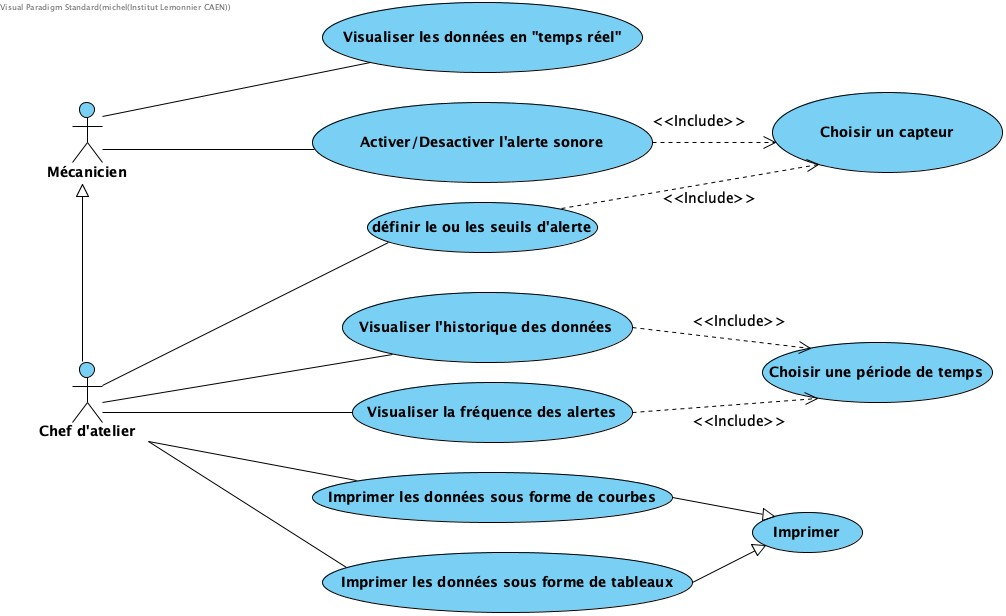 Visual Paradigm Standard(michel(Institut Lemonnier CAEN))
Visualiser les données en "temps réel"
Mécanicien
Activer/Desactiver l'alerte sonore
<<Include>>
Choisir un capteur
<<Include>>
définir le ou les seuils d'alerte
Visualiser l'historique des données
<<Include>>
Choisir une période de temps
Chef d'atelier
Visualiser la fréquence des alertes
<<Include>>
Imprimer les données sous forme de courbes
Imprimer
Imprimer les données sous forme de tableaux